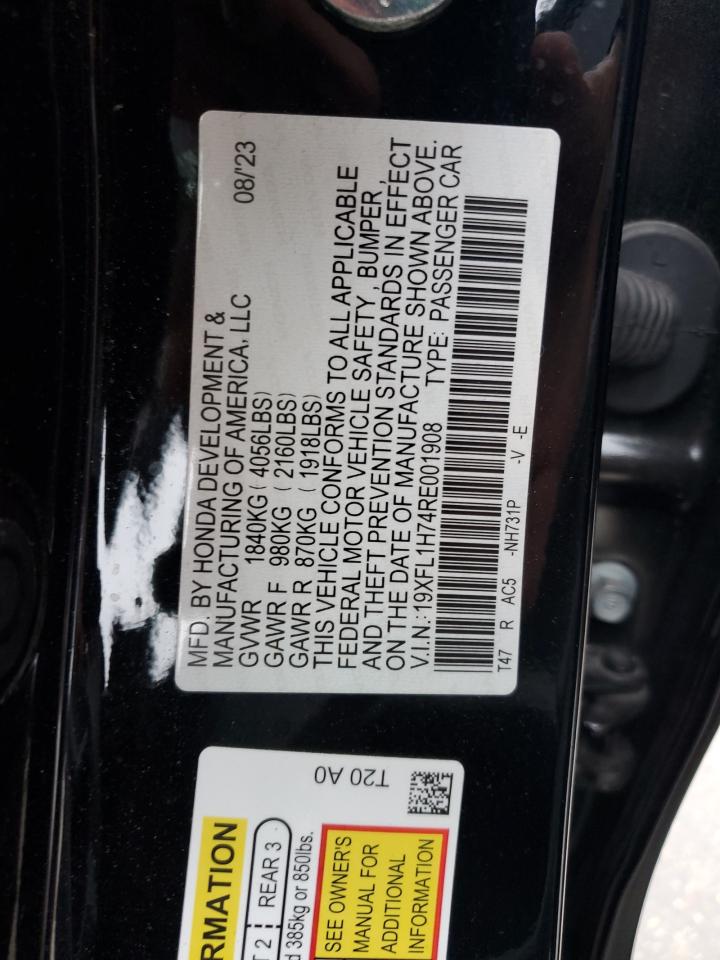 MFD. BY HONDA DEVELOPMENT & 08/'23
MANUFACTURING OF AMERICA, LLC
GVWR 1840KG ( 4056LBS)
GAWR F 980KG ( 2160LBS)
GAWR R 870KG ( 1918LBS)
THIS VEHICLE CONFORMS TO ALL APPLICABLE
FEDERAL MOTOR VEHICLE SAFETY , BUMPER ,
AND THEFT PREVENTION STANDARDS IN EFFECT
ON THE DATE OF MANUFACTURE SHOWN ABOVE.
V.I.N.:19XFL1H74RE001908 TYPE: PASSENGER CAR
T47 R AC5 -NH731P -V -E
T20 A0
RMATION
T 2 REAR 3
d 385kg or 850lbs.
SEE OWNER'S
MANUAL FOR
ADDITIONAL
INFORMATION